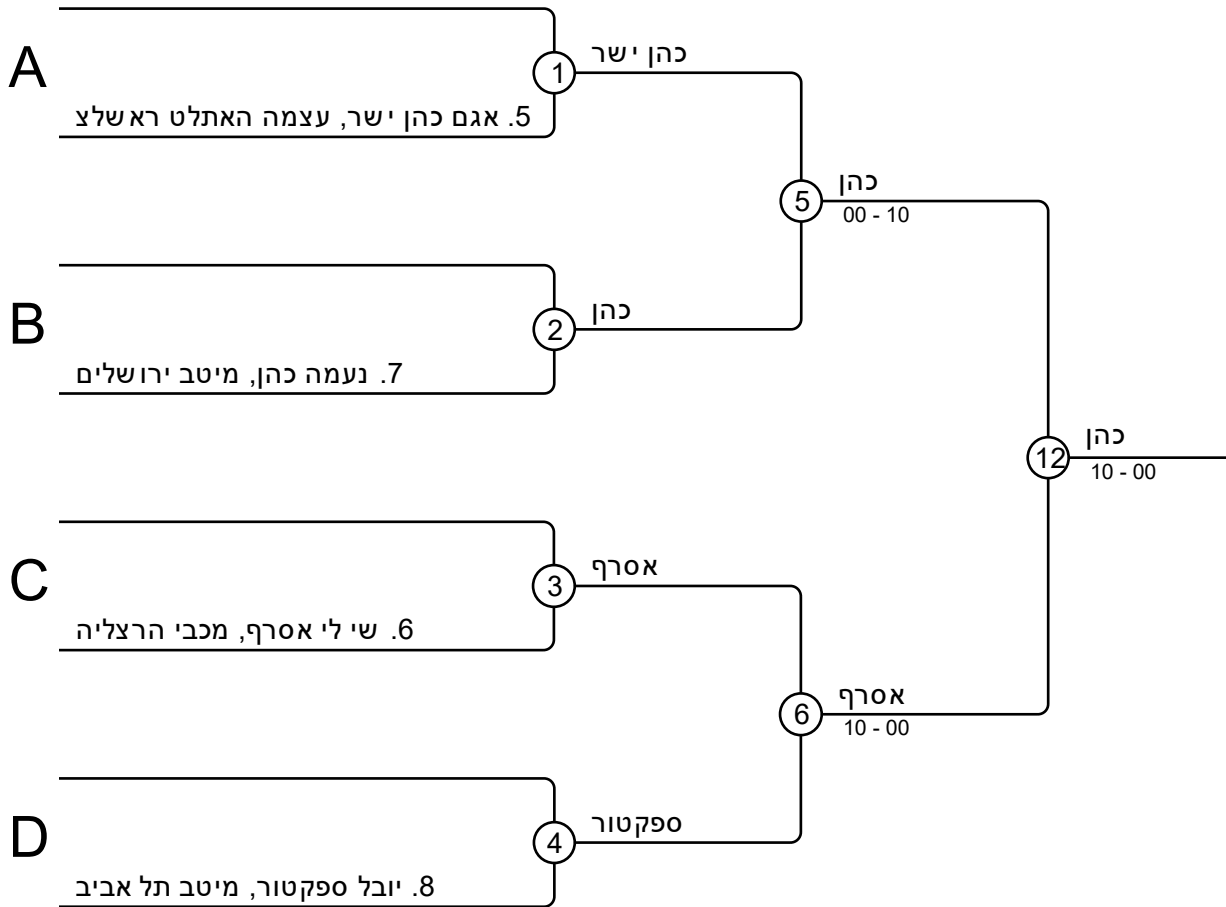 A
1
כהן ישר
5. אגם כהן ישר, עצמה האתלט ראשלצ
5
כהן
00 - 10
B
2
כהן
7. נעמה כהן, מיטב ירושלים
12
כהן
10 - 00
C
3
אסרף
6. שי לי אסרף, מכבי הרצליה
6
אסרף
10 - 00
D
4
ספקטור
8. יובל ספקטור, מיטב תל אביב